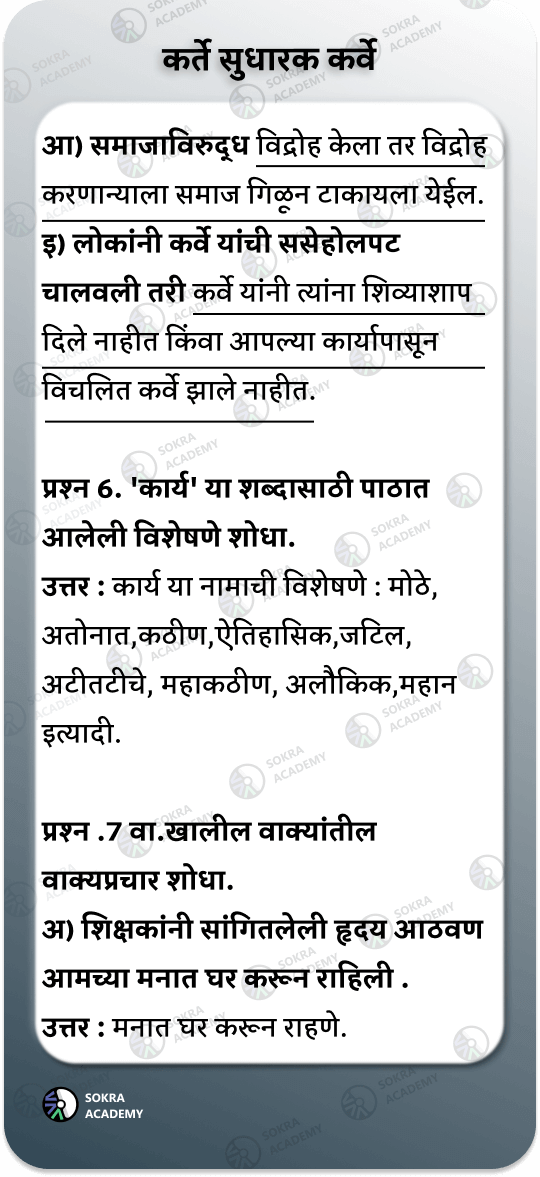 कर्ते सुधारक कर्वे
आ) समाजाविरुद्ध विद्रोह केला तर विद्रोह
करणान्याला समाज गिळून टाकायला येईल.
इ) लोकांनी कर्वे यांची ससेहोलपट
चालवली तरी कर्वे यांनी त्यांना शिव्याशाप
दिले नाहीत किंवा आपल्या कार्यापासून
विचलित कर्वे झाले नाहीत.
प्रश्न 6. 'कार्य' या शब्दासाठी पाठात
आलेली विशेषणे शोधा.
उत्तर : कार्य या नामाची विशेषणे : मोठे,
अतोनात,कठीण,ऐतिहासिक,जटिल,
अटीतटीचे, महाकठीण, अलौकिक,महान
इत्यादी.
प्रश्न .7 वा.खालील वाक्यांतील
वाक्यप्रचार शोधा.
अ) शिक्षकांनी सांगितलेली हृदय आठवण
आमच्या मनात घर करून राहिली .
उत्तर : मनात घर करून राहणे.
SOKRA
ACADEMY